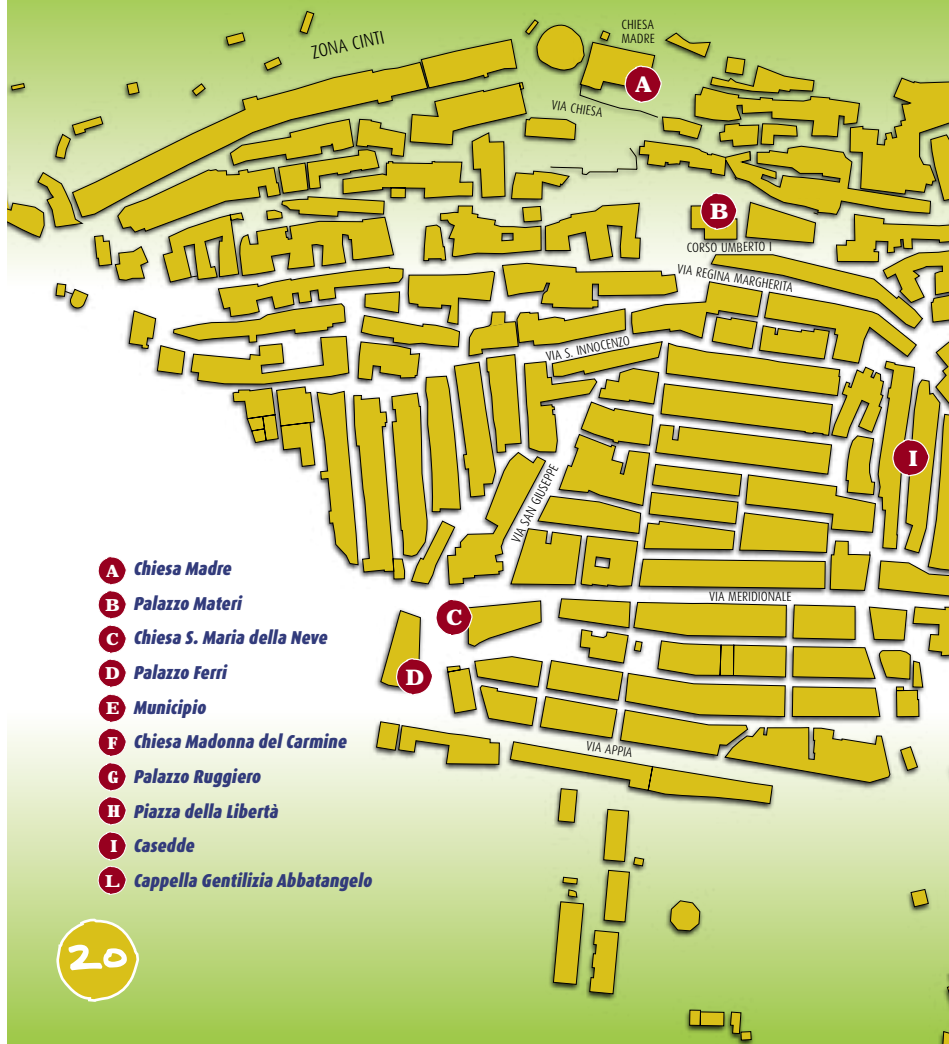 ZONA CINTI
CHIESA
MADRE
A
VIA CHIESA
B
CORSO UMBERTO I
VIA REGINA MARGHERITA
VIA S. INNOCENZO
I
VIA SAN GIUSEPPE
VIA MERIDIONALE
C
D
VIA APPIA
A Chiesa Madre
B Palazzo Materi
C Chiesa S. Maria della Neve
D Palazzo Ferri
E Municipio
F Chiesa Madonna del Carmine
G Palazzo Ruggiero
H Piazza della Libertà
I Casedde
L Cappella Gentilizia Abbatangelo
20